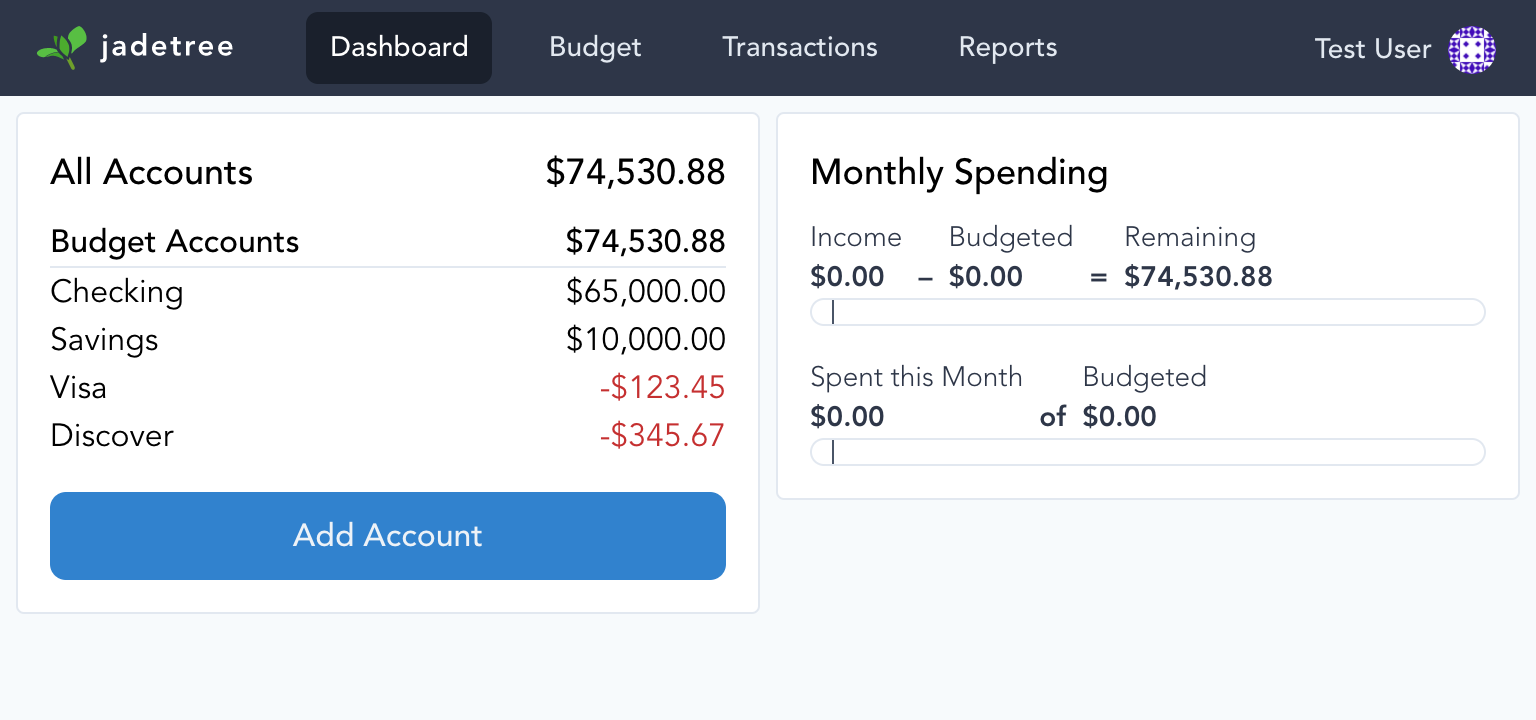 jadetree Dashboard Budget Transactions Reports Test User
All Accounts $74,530.88
Budget Accounts $74,530.88
Checking $65,000.00
Savings $10,000.00
Visa -$123.45
Discover -$345.67
Add Account
Monthly Spending
Income Budgeted Remaining
$0.00 – $0.00 = $74,530.88
Spent this Month Budgeted
$0.00 of $0.00